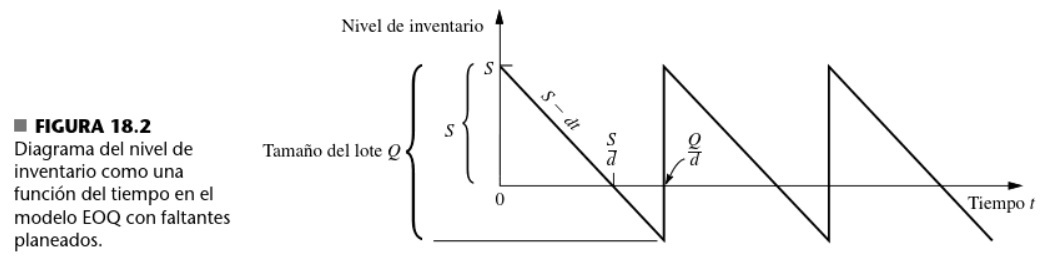 Nivel de inventario
■ FIGURA 18.2
Diagrama del nivel de
inventario como una
función del tiempo en el
modelo EOQ con faltantes
planeados.
Tamaño del lote Q
S
S
S – dt
S/d
Q/d
0
Tiempo t